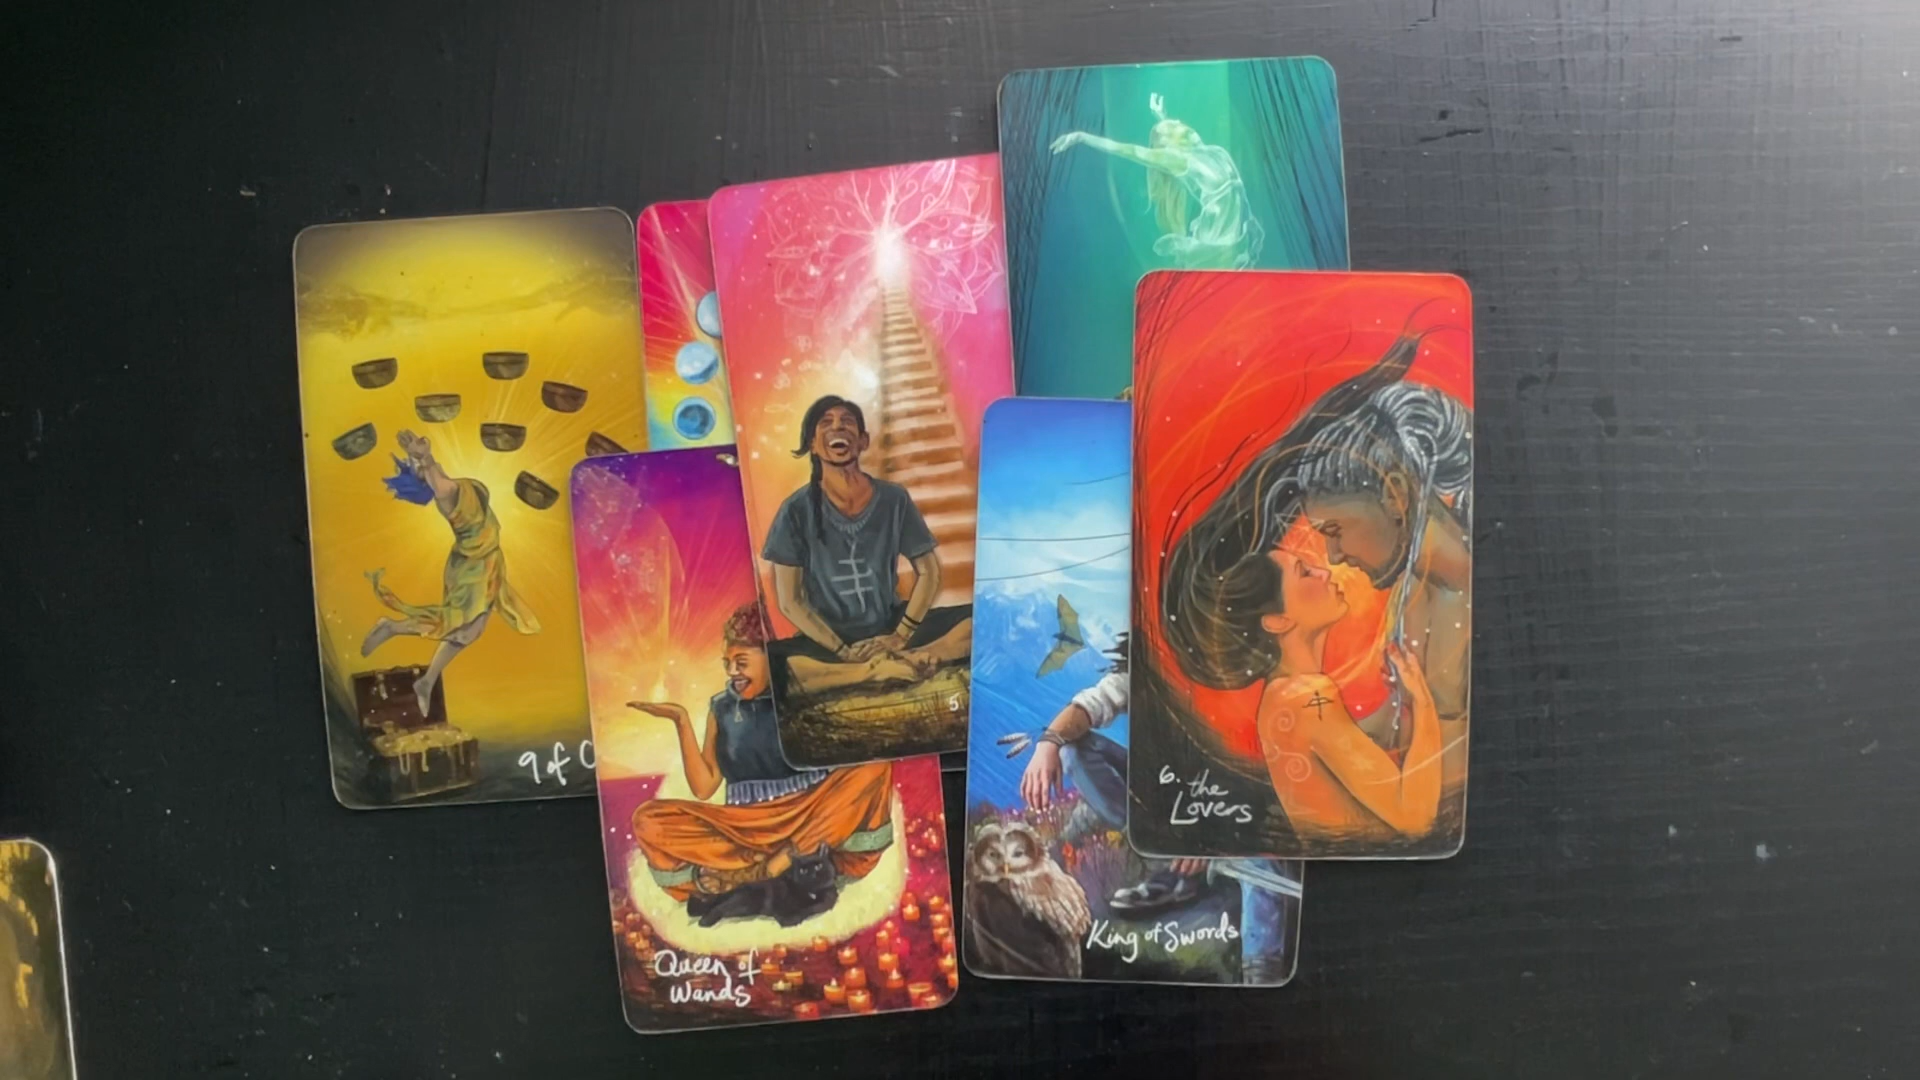 9 of
5
6. the
Lovers
King of Swords
Queen of
Wands